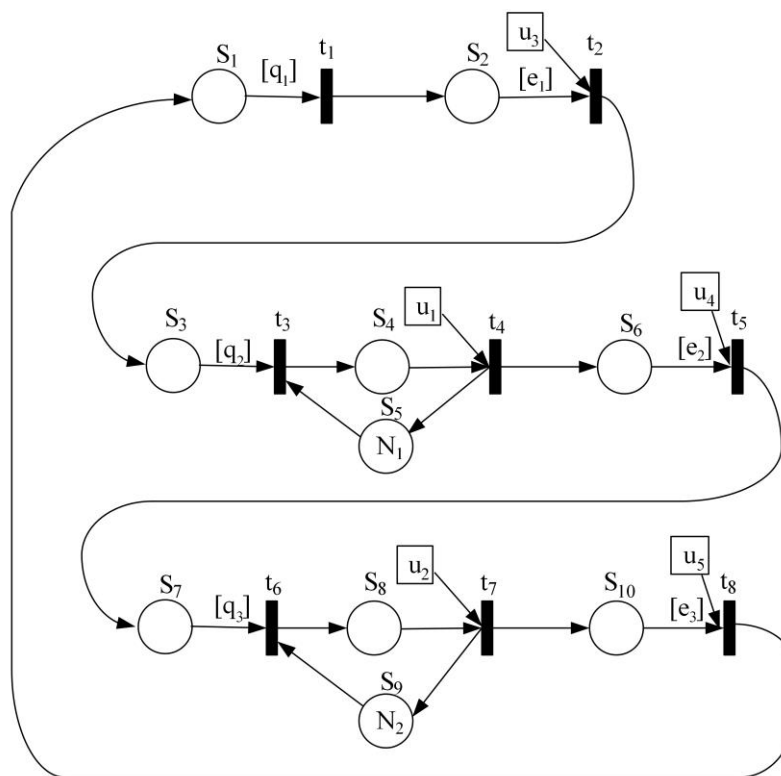 S₁ [q₁] t₁ S₂ [e₁] u₃ t₂
S₃ [q₂] t₃ S₄ u₁ t₄ S₆ [e₂] u₄ t₅
S₅
N₁
S₇ [q₃] t₆ S₈ u₂ t₇ S₁₀ [e₃] u₅ t₈
S₉
N₂